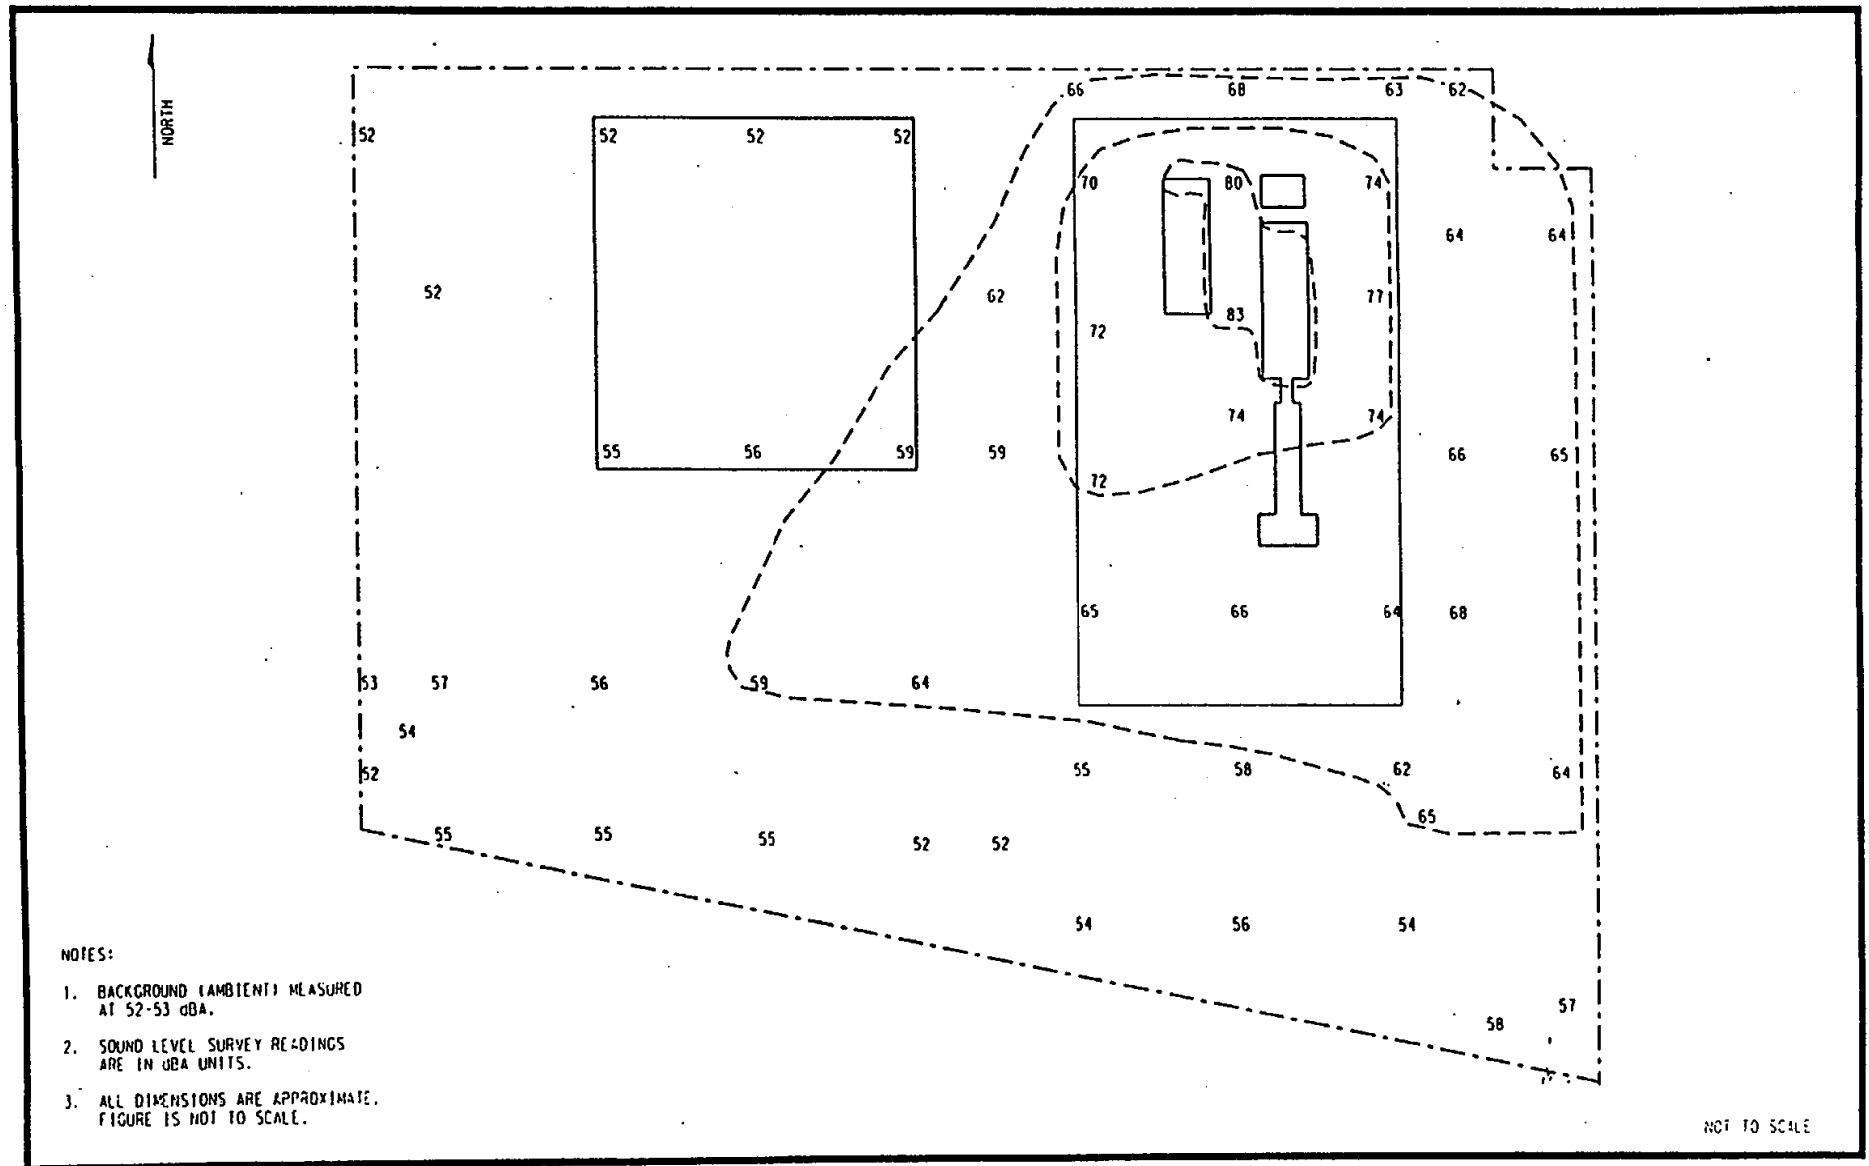 66 68 63 62
NORTH
52 52 52 52
70 80 74
64 64
52 62 77
83
72
74 74
55 56 59 59 66 65
72
65 66 64 68
53 57 56 59 64
54
52 55 58 62 64
65
55 55 55 52 52
54 56 54
NOTES:
1. BACKGROUND (AMBIENT) MEASURED
AT 52-53 dBA.
57
58
2. SOUND LEVEL SURVEY READINGS
ARE IN dBA UNITS.
3. ALL DIMENSIONS ARE APPROXIMATE.
FIGURE IS NOT TO SCALE.
NOT TO SCALE